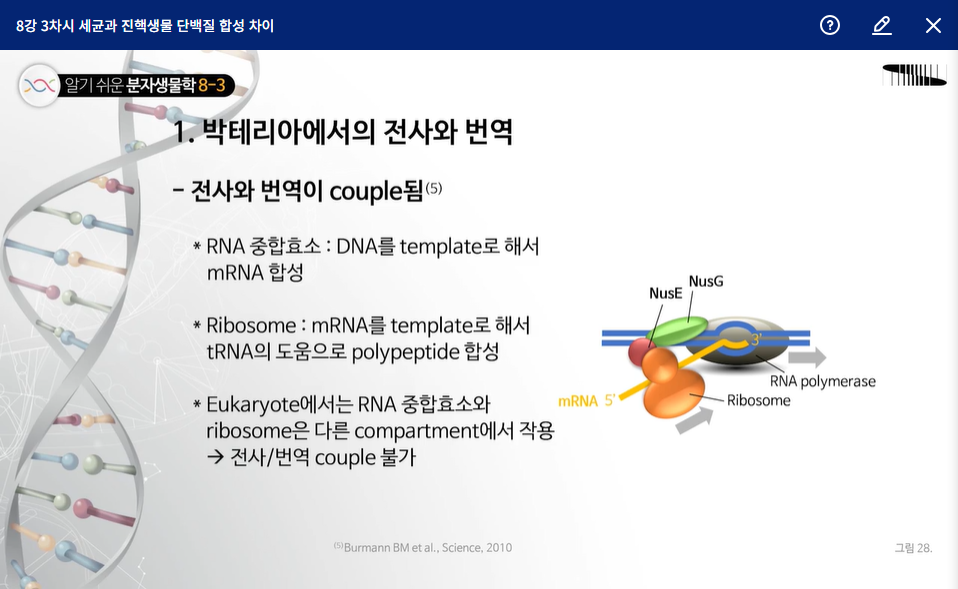 8강 3차시 세균과 진핵생물 단백질 합성 차이
알기 쉬운 분자생물학 8-3
1. 박테리아에서의 전사와 번역
- 전사와 번역이 couple됨(5)
* RNA 중합효소 : DNA를 template로 해서
mRNA 합성
* Ribosome : mRNA를 template로 해서
tRNA의 도움으로 polypeptide 합성
* Eukaryote에서는 RNA 중합효소와
ribosome은 다른 compartment에서 작용
→ 전사/번역 couple 불가
NusG
NusE
3'
RNA polymerase
mRNA 5'
Ribosome
(5)Burmann BM et al., Science, 2010
그림 28.